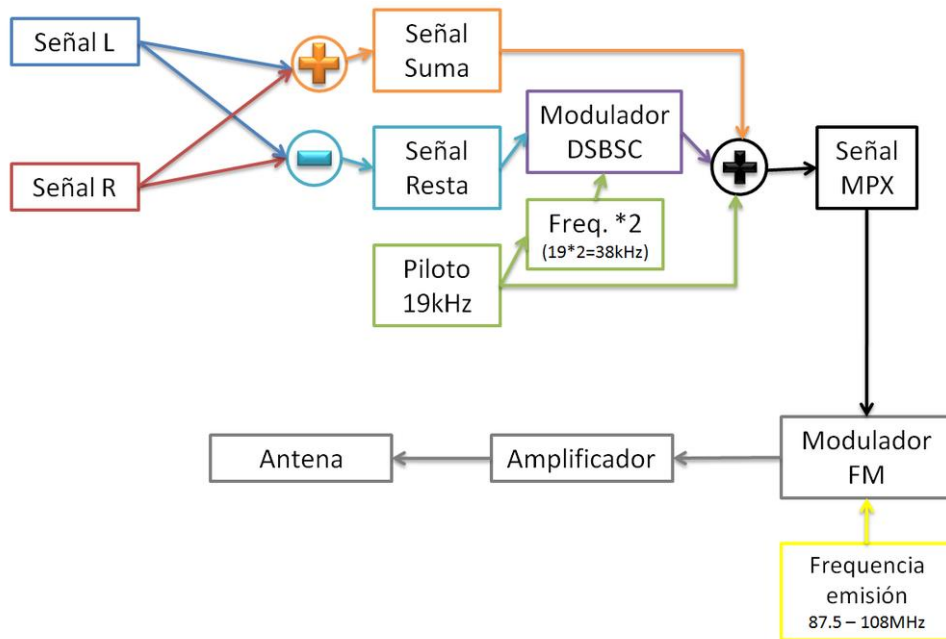 Señal L
Señal
Suma
Modulador
DSBSC
Señal
MPX
Señal R
Señal
Resta
Freq. *2
(19*2=38kHz)
Piloto
19kHz
Antena
Amplificador
Modulador
FM
Frequencia
emisión
87.5 – 108MHz